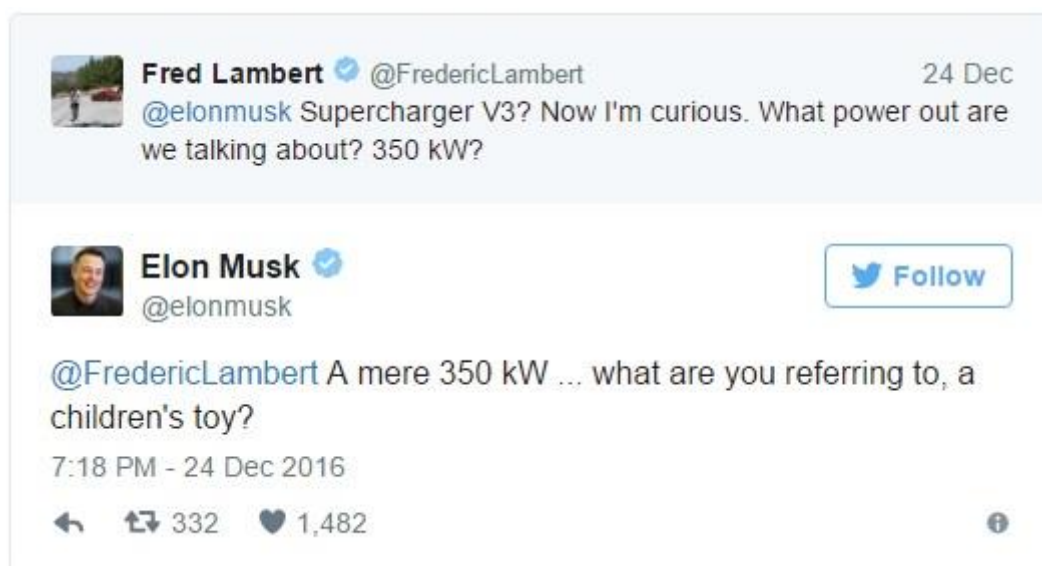 Fred Lambert @FredericLambert 24 Dec
@elonmusk Supercharger V3? Now I'm curious. What power out are
we talking about? 350 kW?
Elon Musk Follow
@elonmusk
@FredericLambert A mere 350 kW ... what are you referring to, a
children's toy?
7:18 PM - 24 Dec 2016
332 1,482